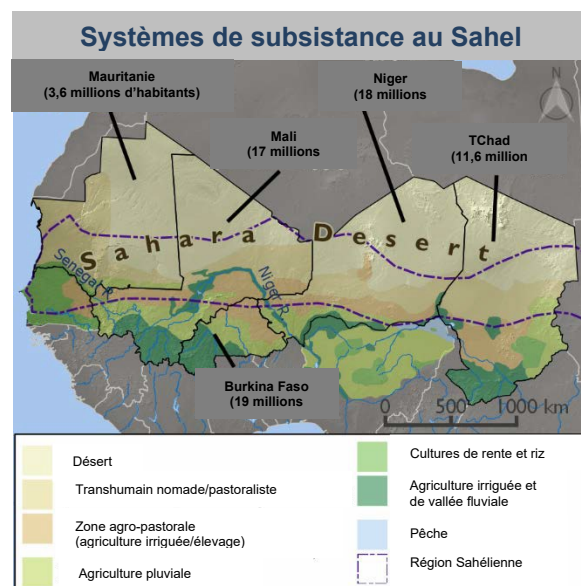 Systèmes de subsistance au Sahel
Mauritanie
(3,6 millions d'habitants)
Mali
(17 millions
Niger
(18 millions
TChad
(11,6 million
N
Sahara Desert
Senegal R.
Niger R.
Burkina Faso
(19 millions
0 500 1000 km
Désert
Transhumain nomade/pastoraliste
Zone agro-pastorale
(agriculture irriguée/élevage)
Agriculture pluviale
Cultures de rente et riz
Agriculture irriguée et
de vallée fluviale
Pêche
Région Sahélienne